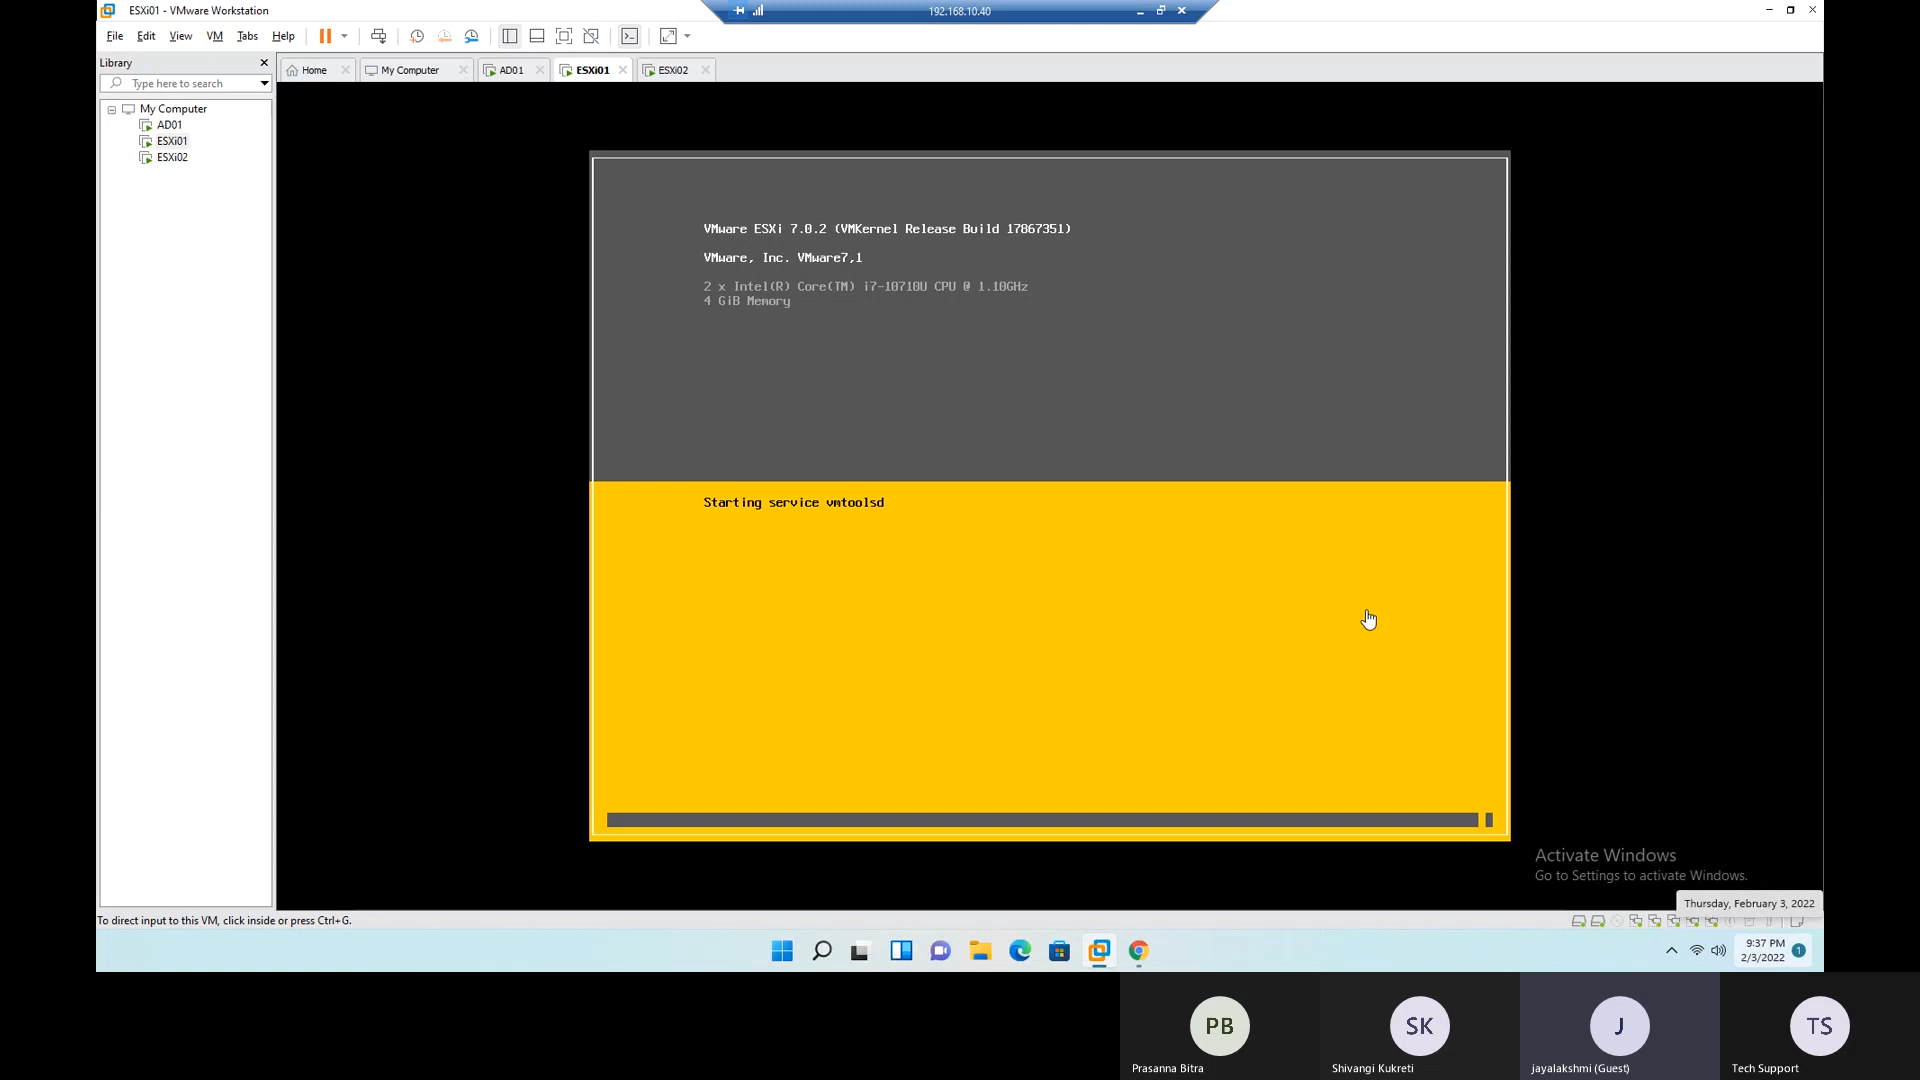 ESXi01 - VMware Workstation
192.168.10.40
File Edit View VM Tabs Help
Library
Type here to search
Home My Computer AD01 ESXi01 ESXi02
My Computer
AD01
ESXi01
ESXi02
VMware ESXi 7.0.2 (VMKernel Release Build 17867351)
VMware, Inc. VMware7,1
2 x Intel(R) Core(TM) i7-10710U CPU @ 1.10GHz
4 GiB Memory
Starting service vmtoolsd
Activate Windows
Go to Settings to activate Windows.
Thursday, February 3, 2022
To direct input to this VM, click inside or press Ctrl+G.
9:37 PM
2/3/2022
1
PB SK J TS
Prasanna Bitra Shivangi Kukreti jayalakshmi (Guest) Tech Support